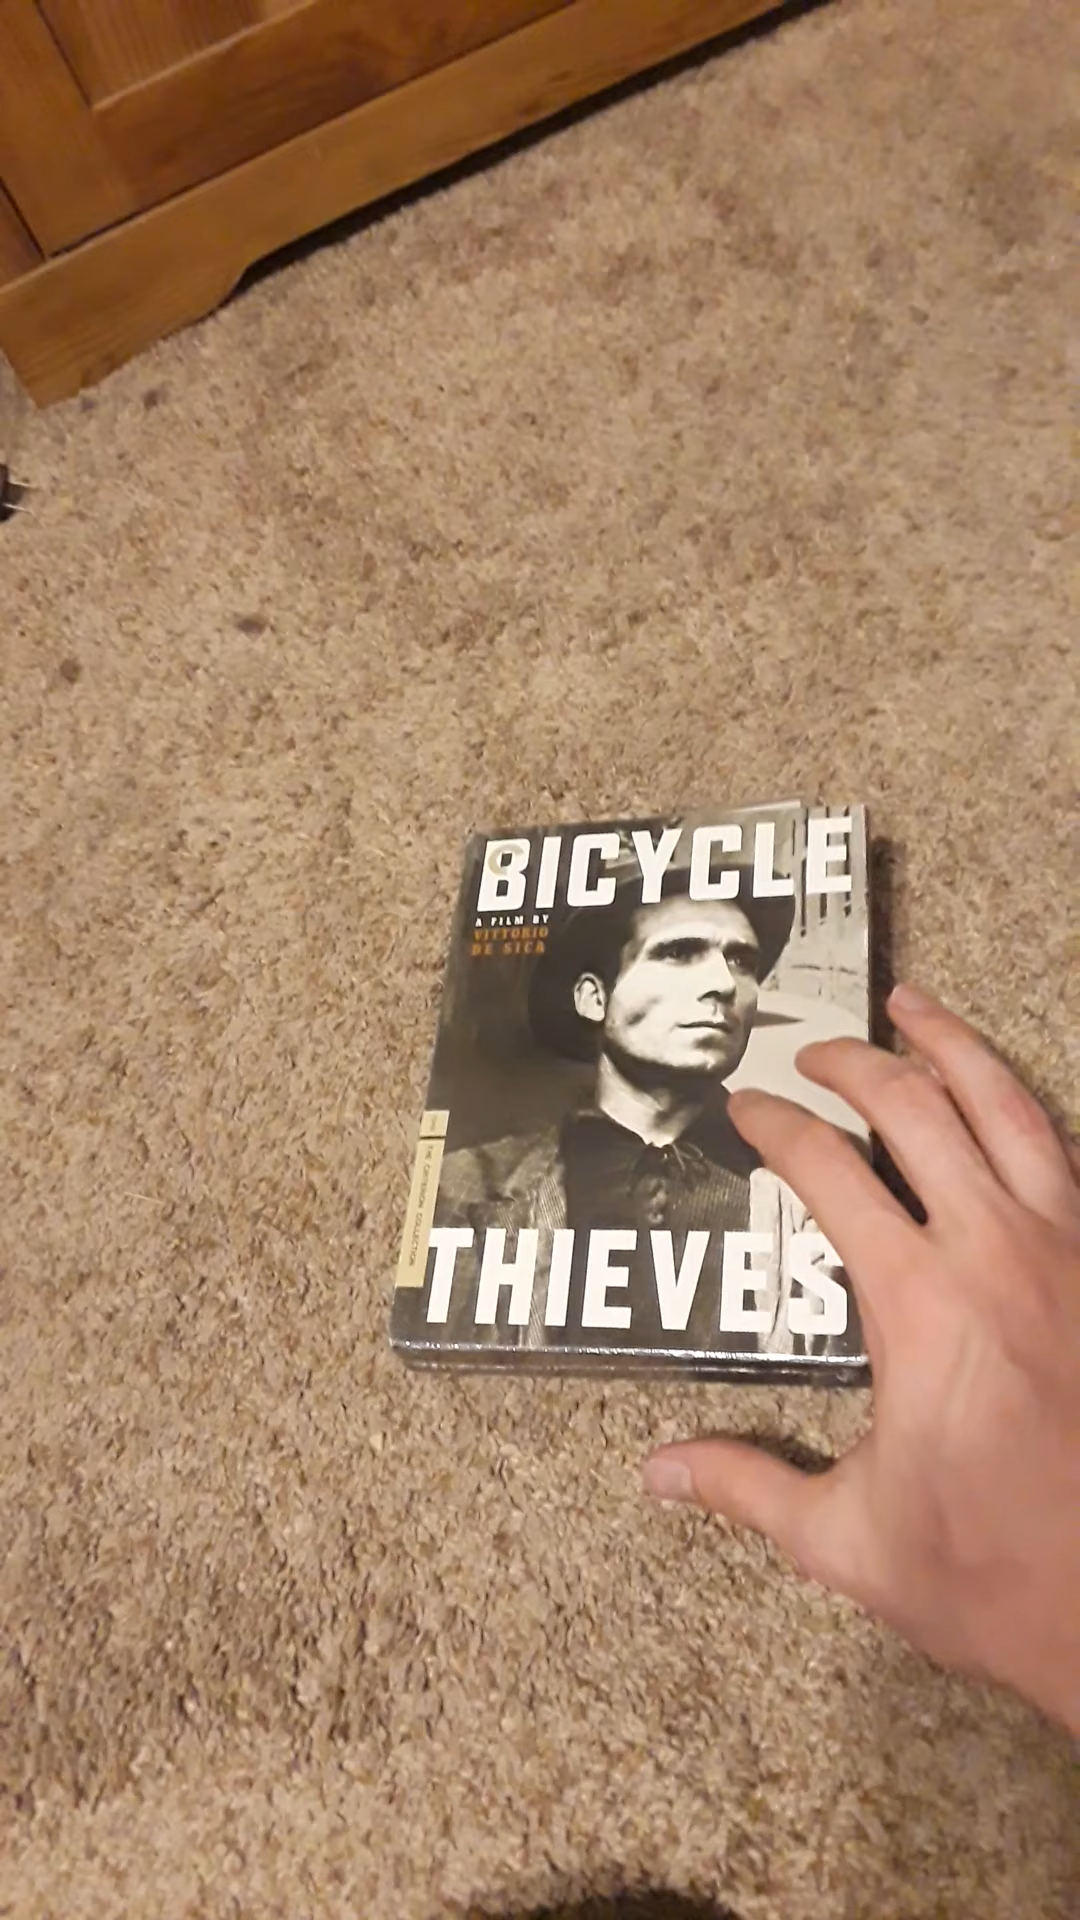 BICYCLE
A FILM BY
VITTORIO
DE SICA
THE CRITERION COLLECTION
THIEVES